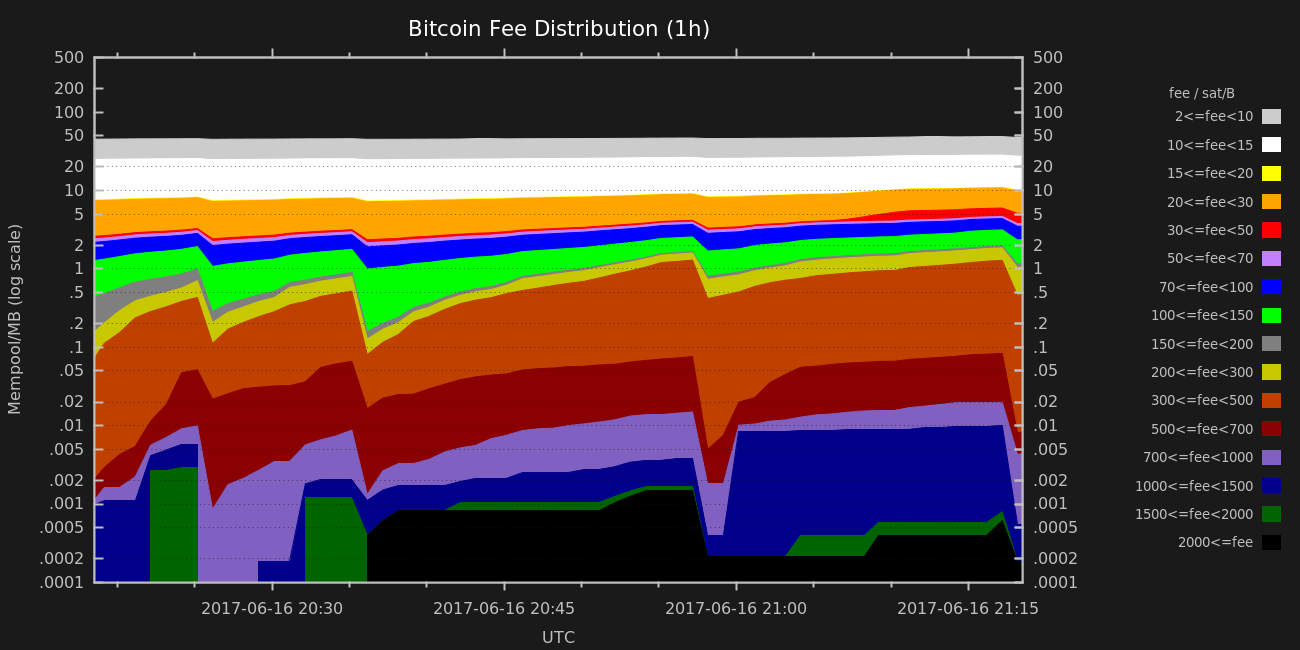 Bitcoin Fee Distribution (1h)
500 500
200 200
100 100
50 50
20 20
10 10
5 5
2 2
1 1
.5 .5
.2 .2
.1 .1
.05 .05
.02 .02
.01 .01
.005 .005
.002 .002
.001 .001
.0005 .0005
.0002 .0002
.0001 .0001
Mempool/MB (log scale)
2017-06-16 20:30 2017-06-16 20:45 2017-06-16 21:00 2017-06-16 21:15
UTC
fee / sat/B
2<=fee<10
10<=fee<15
15<=fee<20
20<=fee<30
30<=fee<50
50<=fee<70
70<=fee<100
100<=fee<150
150<=fee<200
200<=fee<300
300<=fee<500
500<=fee<700
700<=fee<1000
1000<=fee<1500
1500<=fee<2000
2000<=fee